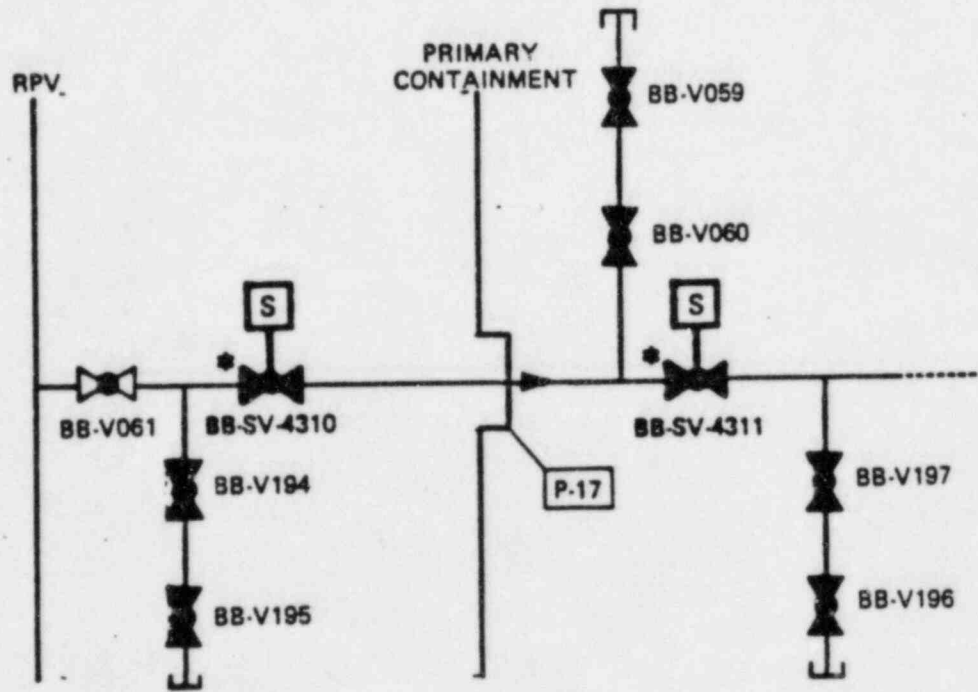 RPV
PRIMARY
CONTAINMENT
BB-V059
BB-V060
S
S
*
*
BB-V061
BB-SV-4310
BB-SV-4311
BB-V194
P-17
BB-V197
BB-V195
BB-V196